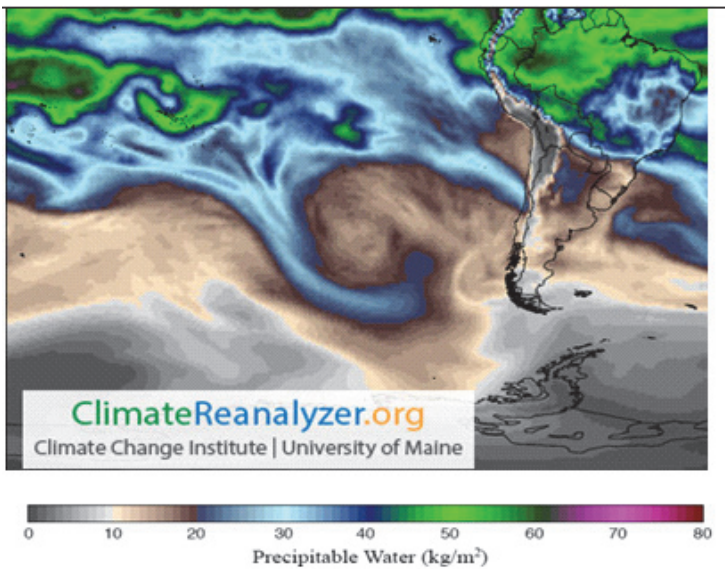 ClimateReanalyzer.org
Climate Change Institute | University of Maine
0 10 20 30 40 50 60 70 80
Precipitable Water (kg/m²)